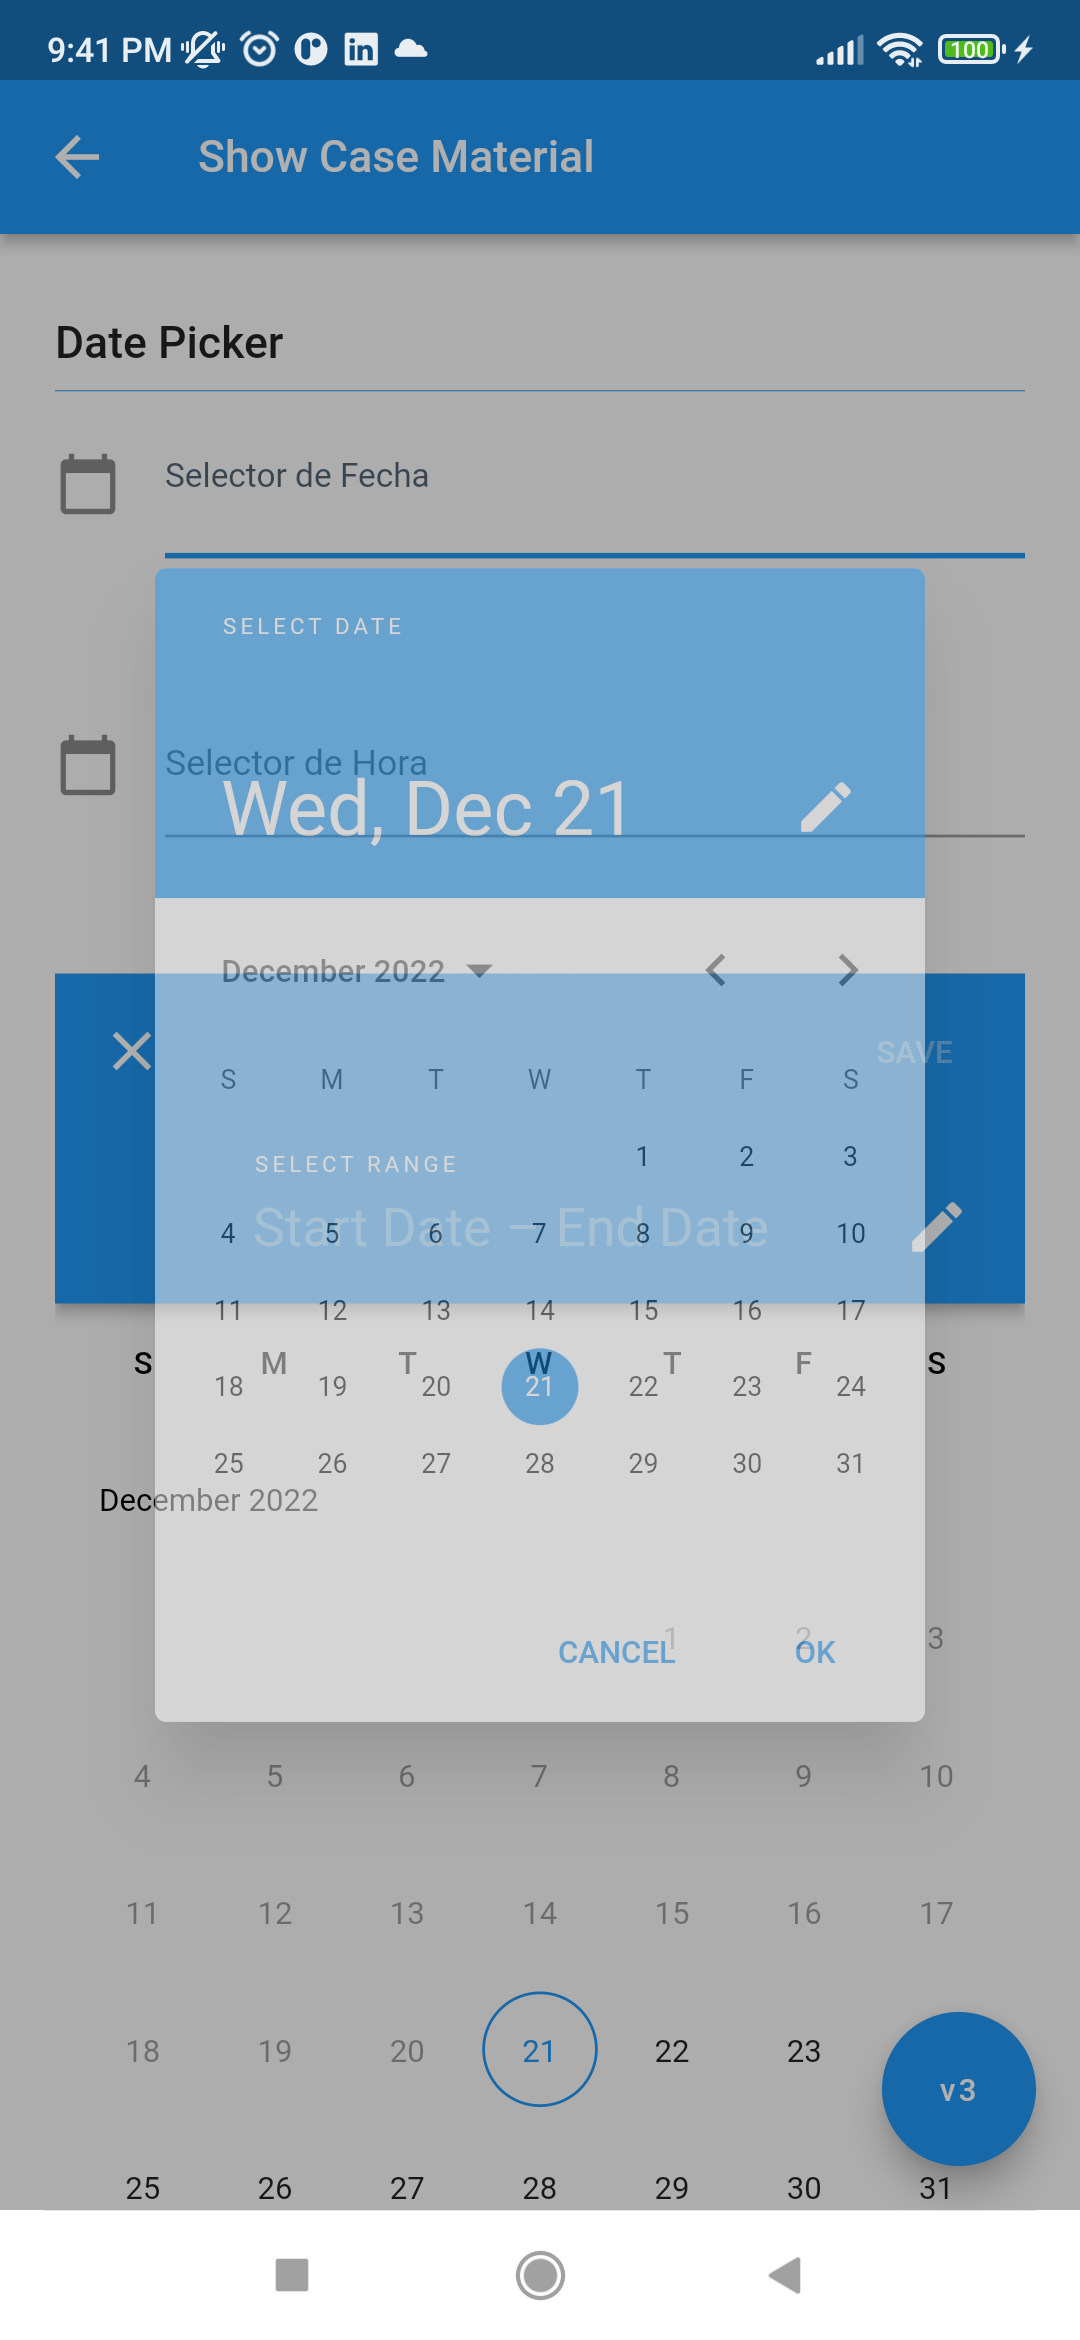 9:41 PM
100
Show Case Material
Date Picker
Selector de Fecha
SELECT DATE
Selector de Hora
Wed, Dec 21
December 2022
SAVE
S M T W T F S
1 2 3
SELECT RANGE
Start Date – End Date
4 5 6 7 8 9 10
11 12 13 14 15 16 17
S M T W T F S
18 19 20 21 22 23 24
25 26 27 28 29 30 31
December 2022
1 2 3
CANCEL OK
4 5 6 7 8 9 10
11 12 13 14 15 16 17
18 19 20 21 22 23
v3
25 26 27 28 29 30 31